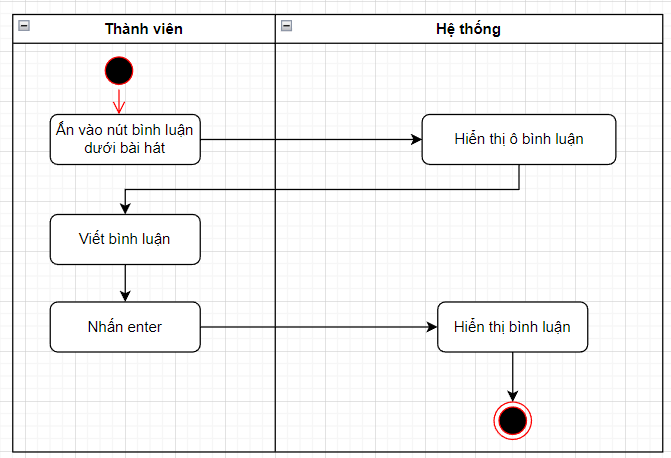 Thành viên
Hệ thống
Ấn vào nút bình luận
dưới bài hát
Hiển thị ô bình luận
Viết bình luận
Nhấn enter
Hiển thị bình luận